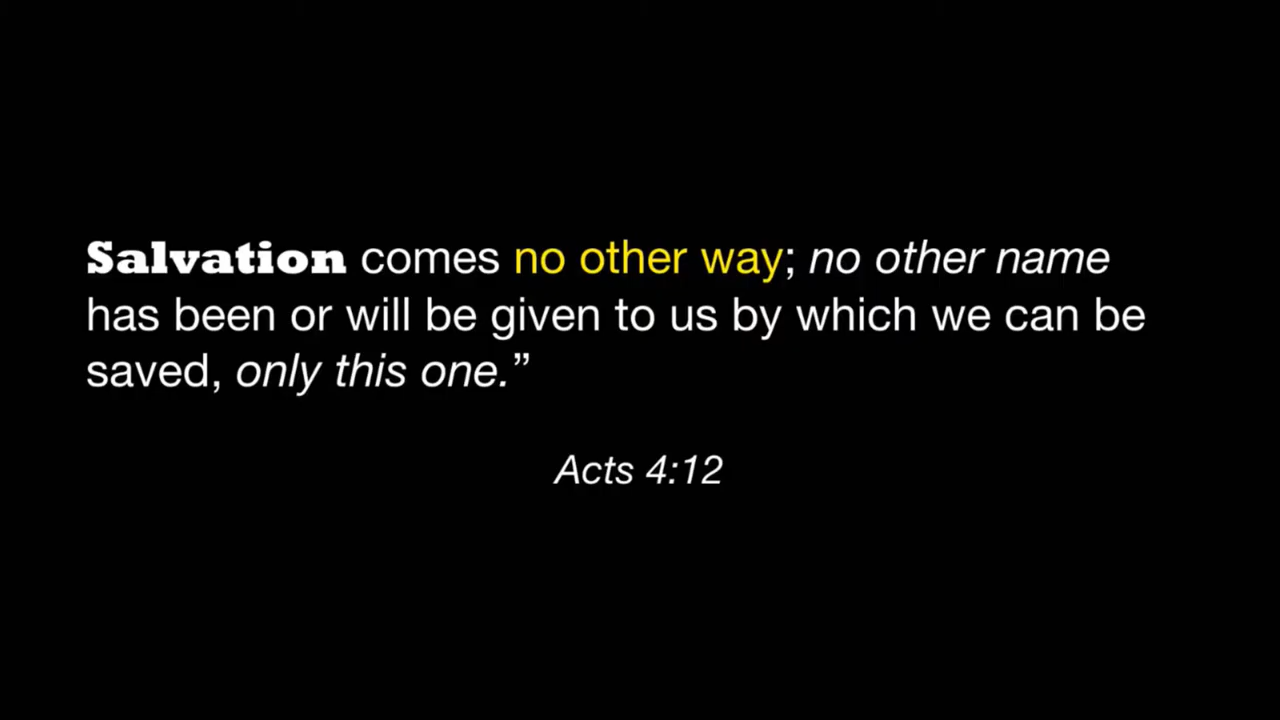 Salvation comes no other way; no other name
has been or will be given to us by which we can be
saved, only this one.”
Acts 4:12